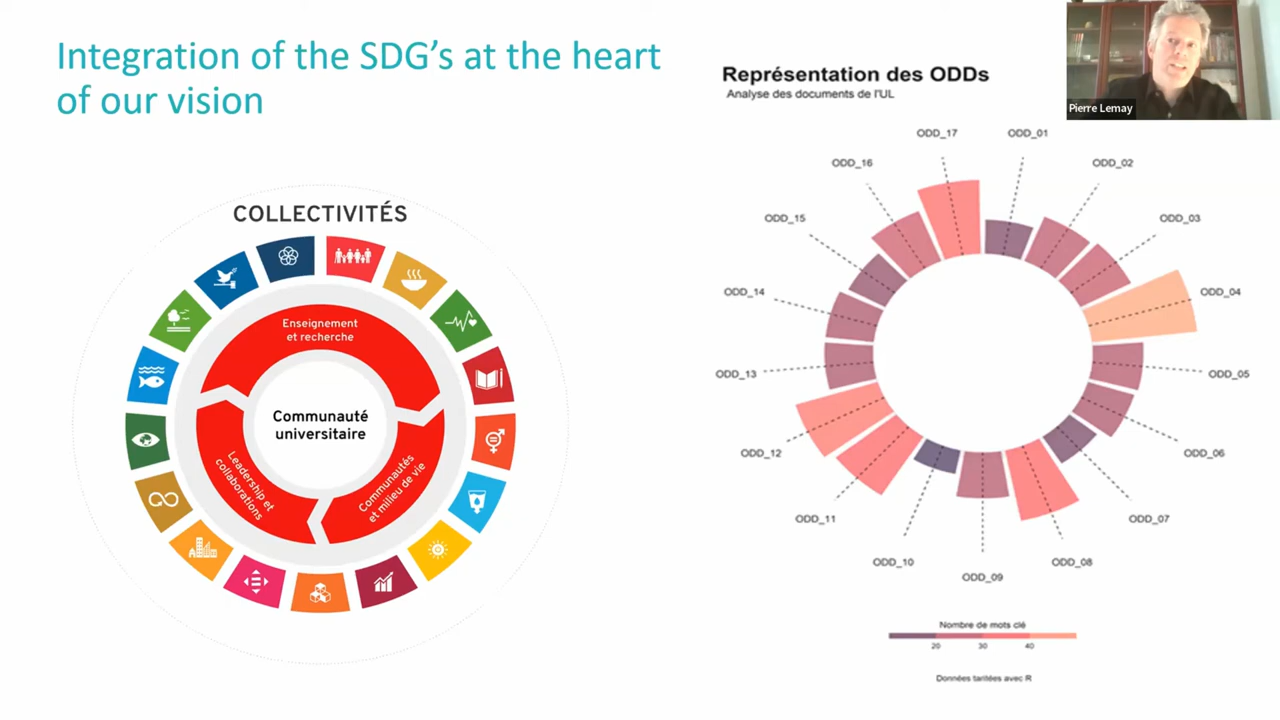 Integration of the SDG's at the heart
of our vision
COLLECTIVITÉS
Enseignement
et recherche
Communauté
universitaire
Leadership et
collaborations
Communautés
et milieu de vie
Représentation des ODDs
Analyse des documents de l'UL
ODD_17
ODD_01
ODD_16
ODD_02
ODD_15
ODD_03
ODD_14
ODD_04
ODD_13
ODD_05
ODD_12
ODD_06
ODD_11
ODD_07
ODD_10
ODD_08
ODD_09
Nombre de mots clé
20 30 40
Données taritées avec R
Pierre Lemay